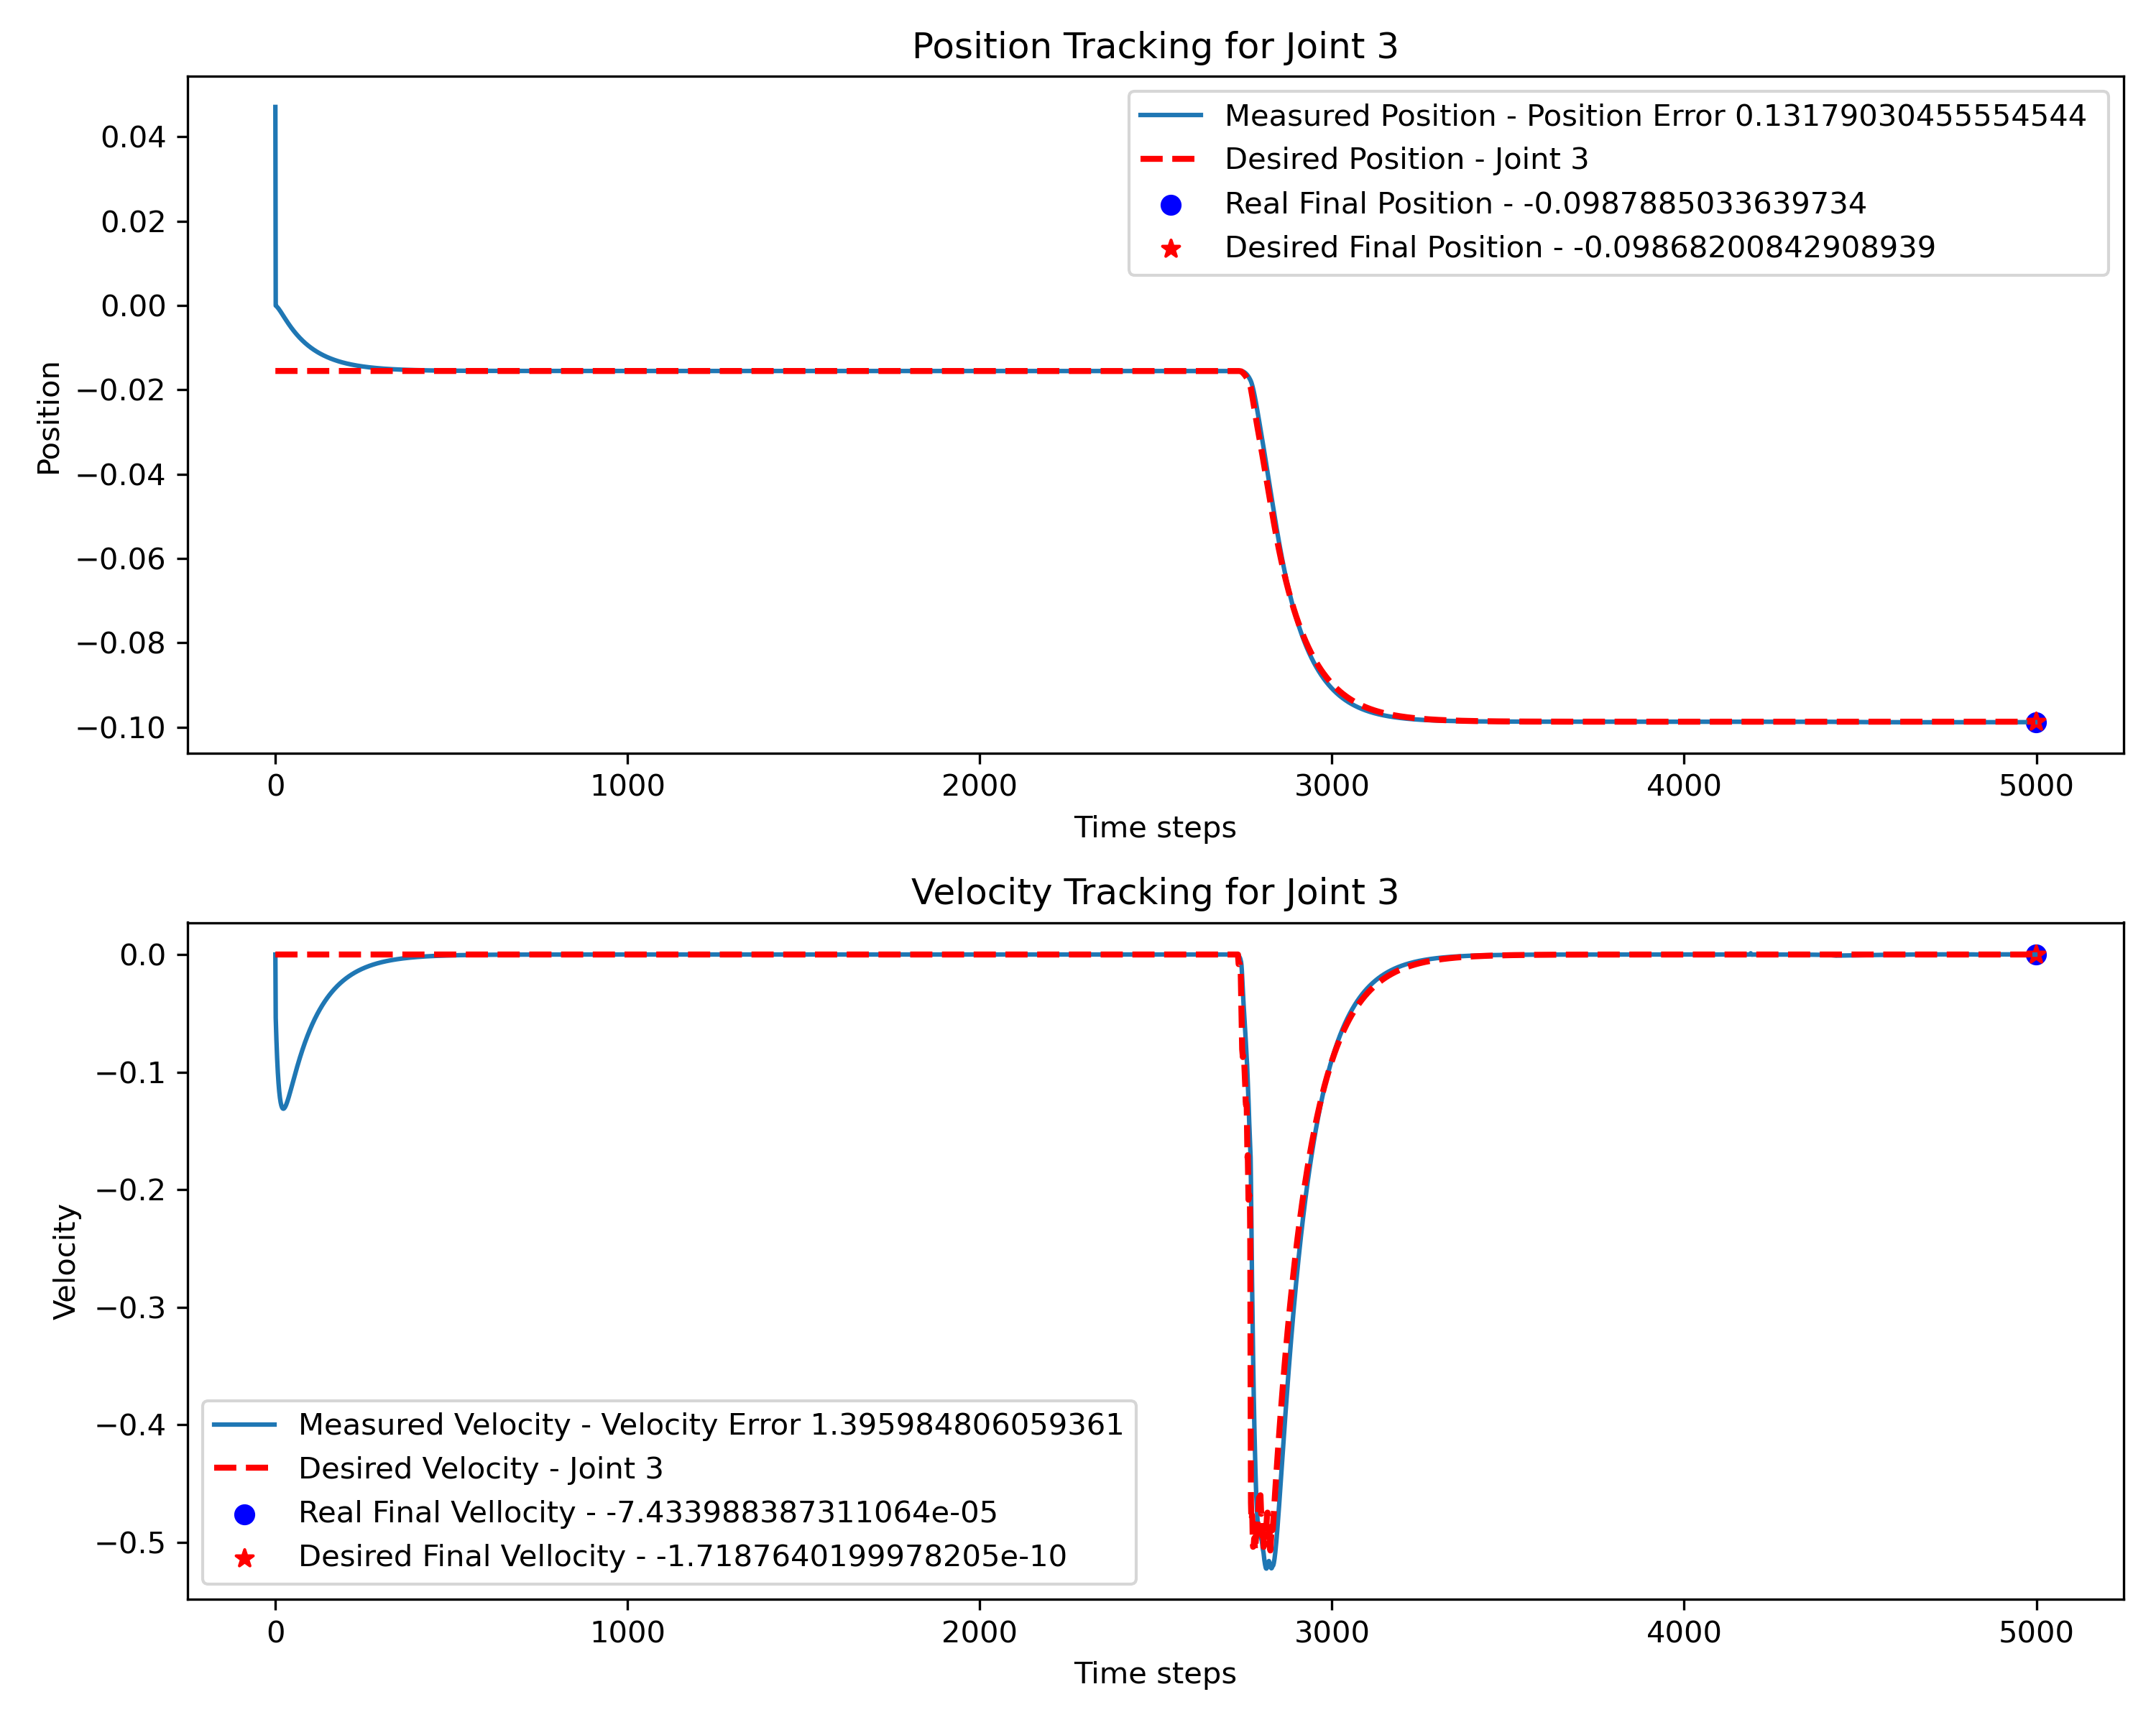 Position Tracking for Joint 3
Measured Position - Position Error 0.13179030455554544
Desired Position - Joint 3
Real Final Position - -0.0987885033639734
Desired Final Position - -0.09868200842908939
0.04
0.02
0.00
−0.02
−0.04
−0.06
−0.08
−0.10
Position
0 1000 2000 3000 4000 5000
Time steps
Velocity Tracking for Joint 3
0.0
−0.1
−0.2
−0.3
−0.4
−0.5
Velocity
Measured Velocity - Velocity Error 1.395984806059361
Desired Velocity - Joint 3
Real Final Vellocity - -7.433988387311064e-05
Desired Final Vellocity - -1.7187640199978205e-10
0 1000 2000 3000 4000 5000
Time steps